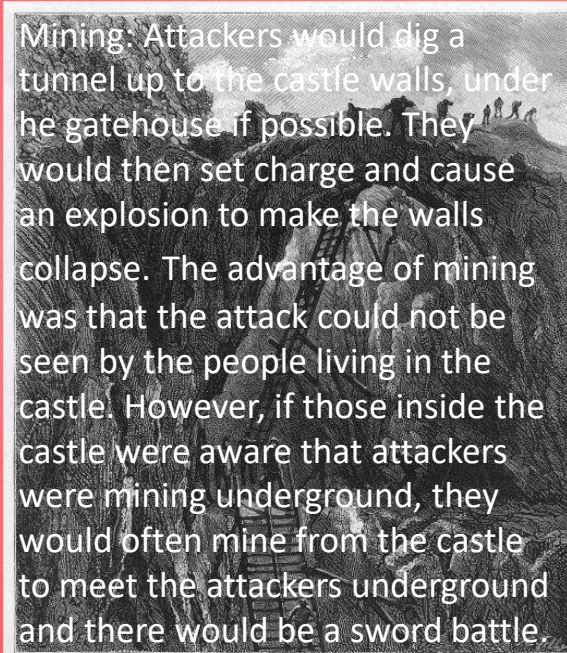 Mining: Attackers would dig a
tunnel up to the castle walls, under
he gatehouse if possible. They
would then set charge and cause
an explosion to make the walls
collapse. The advantage of mining
was that the attack could not be
seen by the people living in the
castle. However, if those inside the
castle were aware that attackers
were mining underground, they
would often mine from the castle
to meet the attackers underground
and there would be a sword battle.